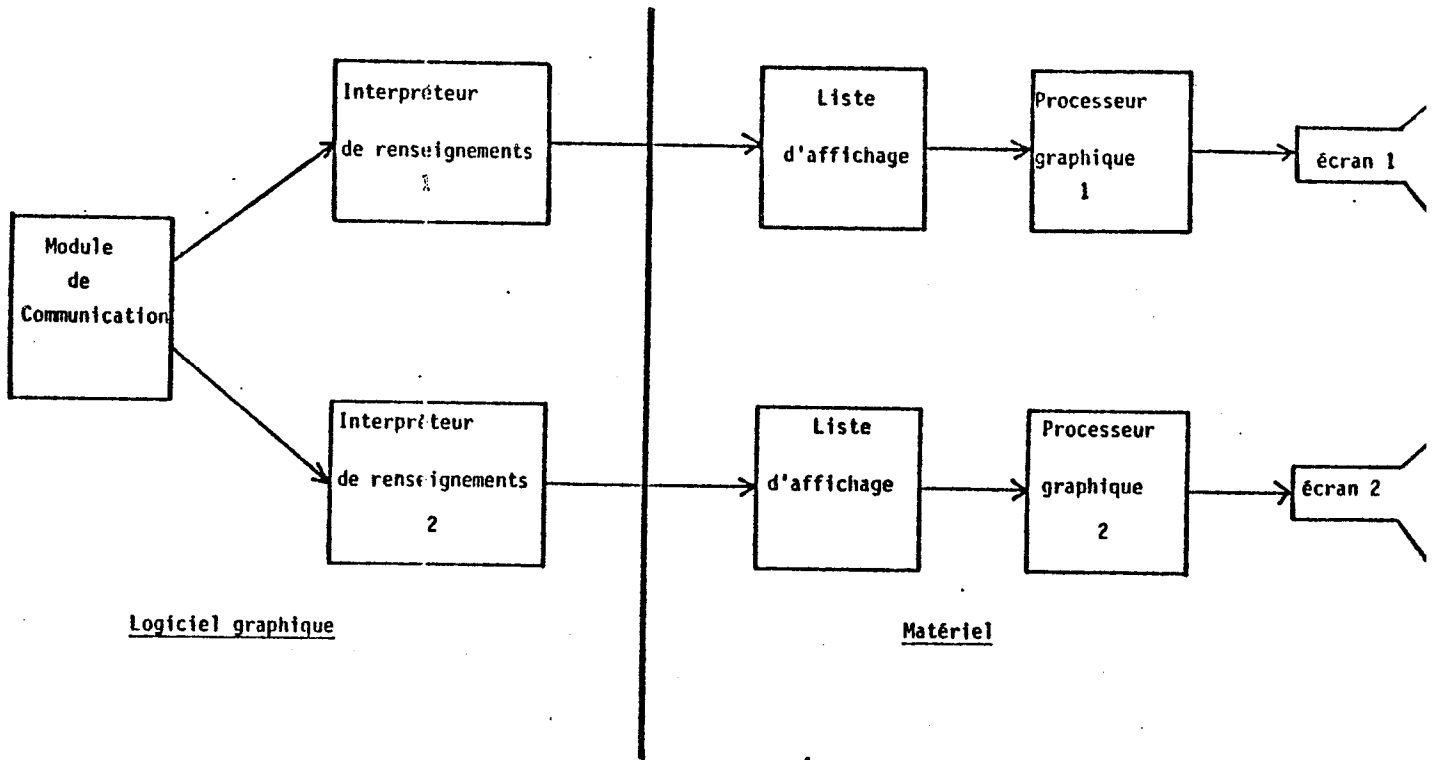 Interpréteur
de renseignements
1
Liste
d'affichage
Processeur
graphique
1
écran 1
Module
de
Communication
Interpréteur
de renseignements
2
Liste
d'affichage
Processeur
graphique
2
écran 2
Logiciel graphique
Matériel